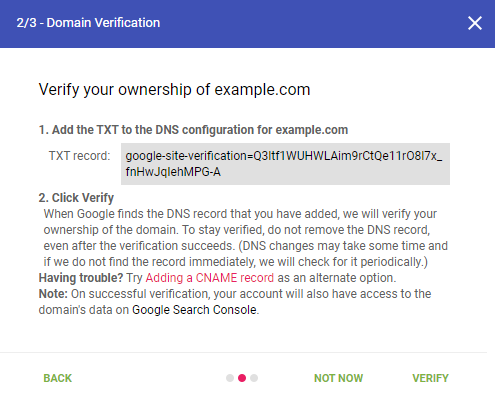 2/3 - Domain Verification
Verify your ownership of example.com
1. Add the TXT to the DNS configuration for example.com
TXT record: google-site-verification=Q3Itf1WUHWLAim9rCtQe11rO8I7x_
fnHwJqIehMPG-A
2. Click Verify
When Google finds the DNS record that you have added, we will verify your
ownership of the domain. To stay verified, do not remove the DNS record,
even after the verification succeeds. (DNS changes may take some time and
if we do not find the record immediately, we will check for it periodically.)
Having trouble? Try Adding a CNAME record as an alternate option.
Note: On successful verification, your account will also have access to the
domain's data on Google Search Console.
BACK NOT NOW VERIFY